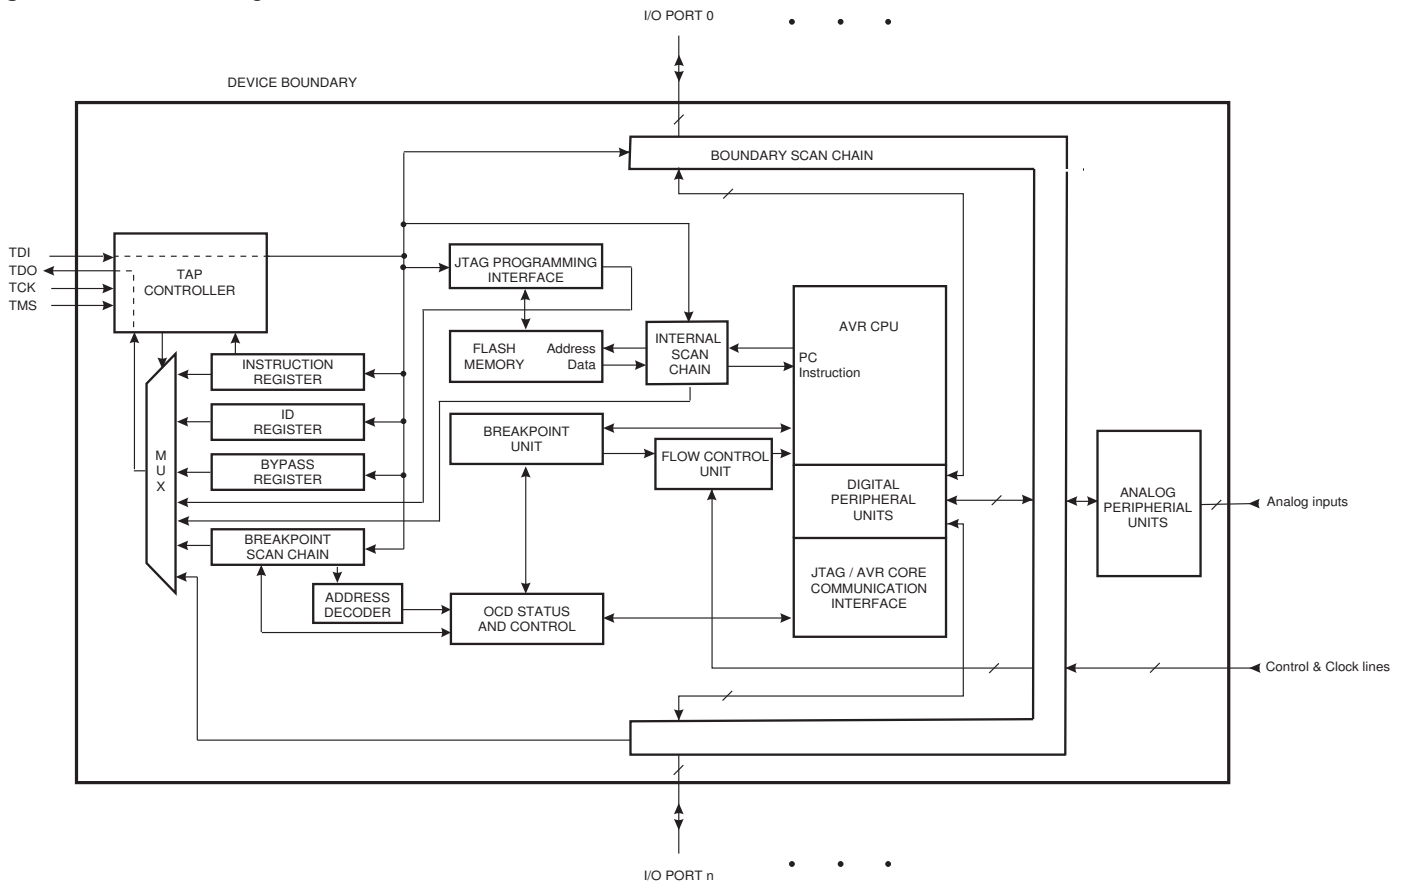 I/O PORT 0
DEVICE BOUNDARY
BOUNDARY SCAN CHAIN
TDI
TDO
TCK
TMS
TAP
CONTROLLER
JTAG PROGRAMMING
INTERFACE
AVR CPU
FLASH
MEMORY
Address
Data
INTERNAL
SCAN
CHAIN
PC
Instruction
INSTRUCTION
REGISTER
ID
REGISTER
M
U
X
BYPASS
REGISTER
BREAKPOINT
UNIT
FLOW CONTROL
UNIT
DIGITAL
PERIPHERAL
UNITS
ANALOG
PERIPHERIAL
UNITS
Analog inputs
BREAKPOINT
SCAN CHAIN
ADDRESS
DECODER
OCD STATUS
AND CONTROL
JTAG / AVR CORE
COMMUNICATION
INTERFACE
Control & Clock lines
I/O PORT n